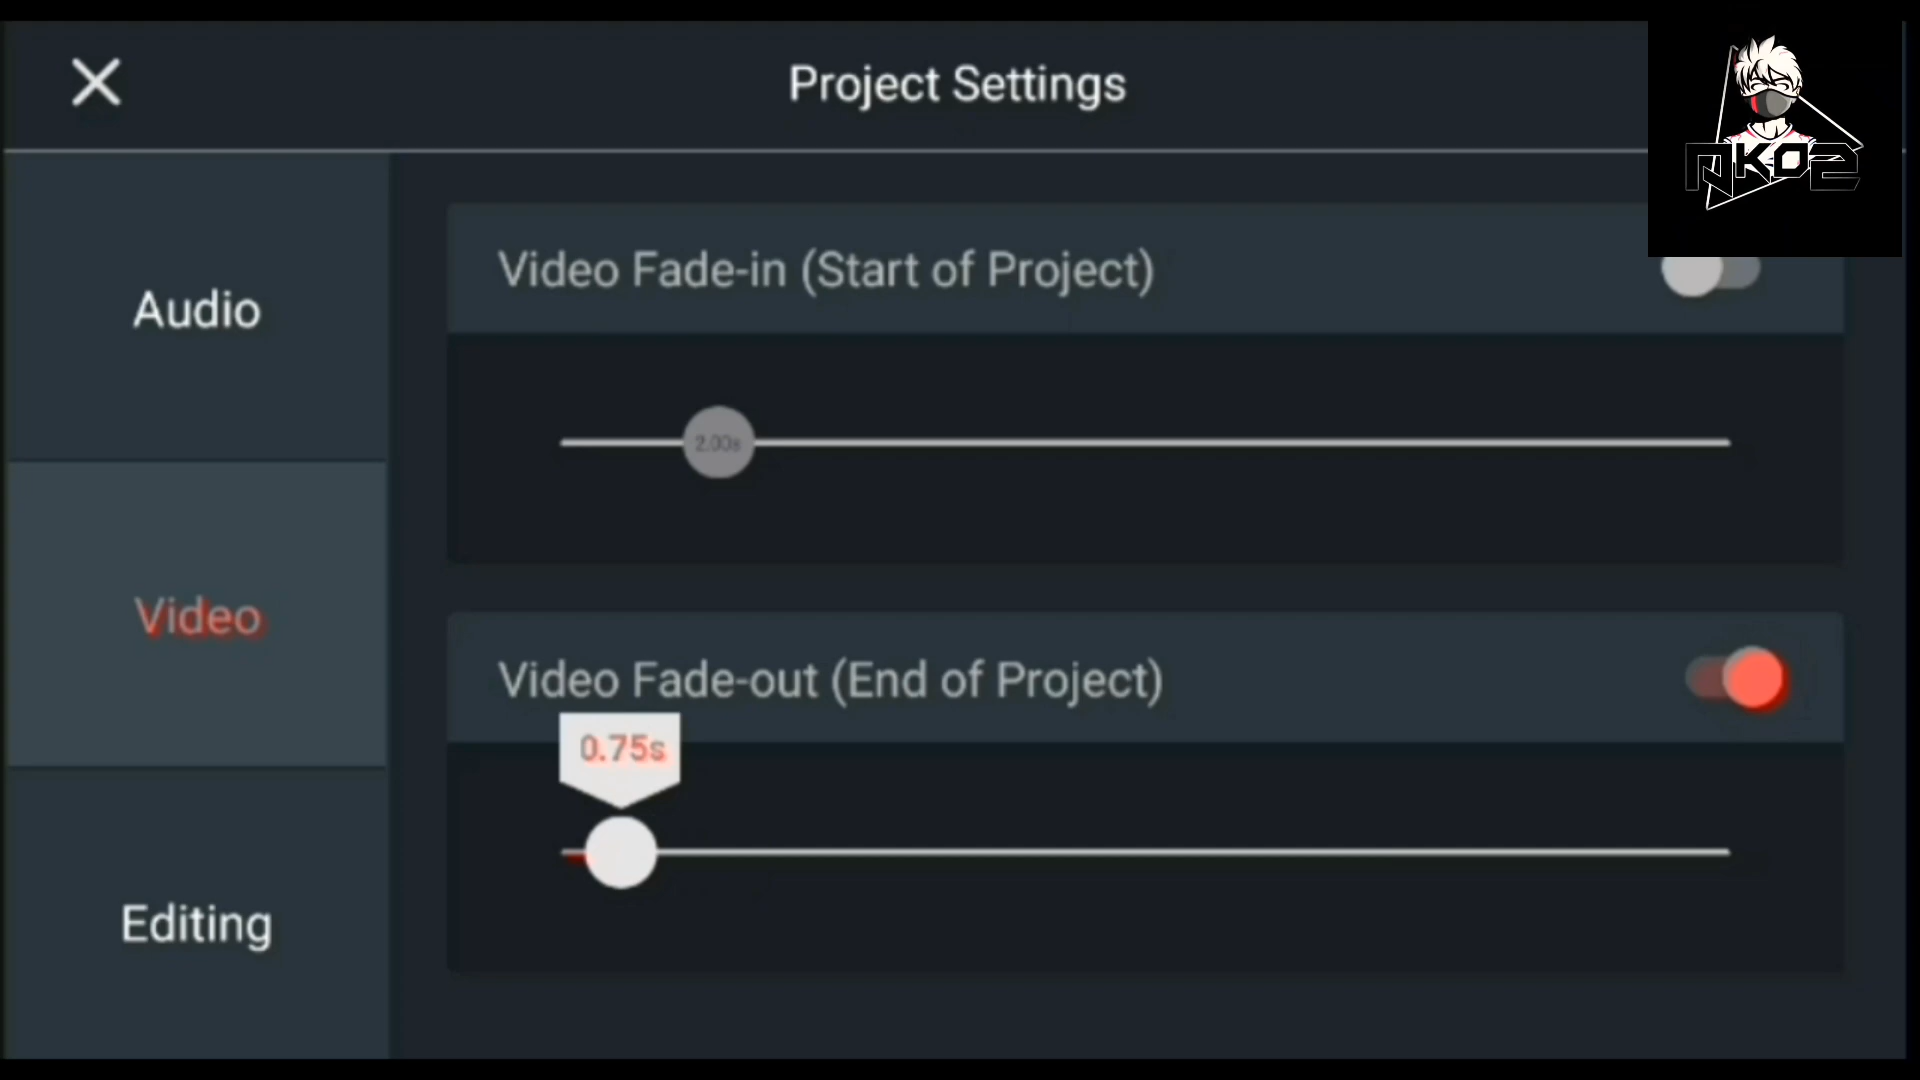 Project Settings
Audio
Video
Editing
Video Fade-in (Start of Project)
2.00s
Video Fade-out (End of Project)
0.75s